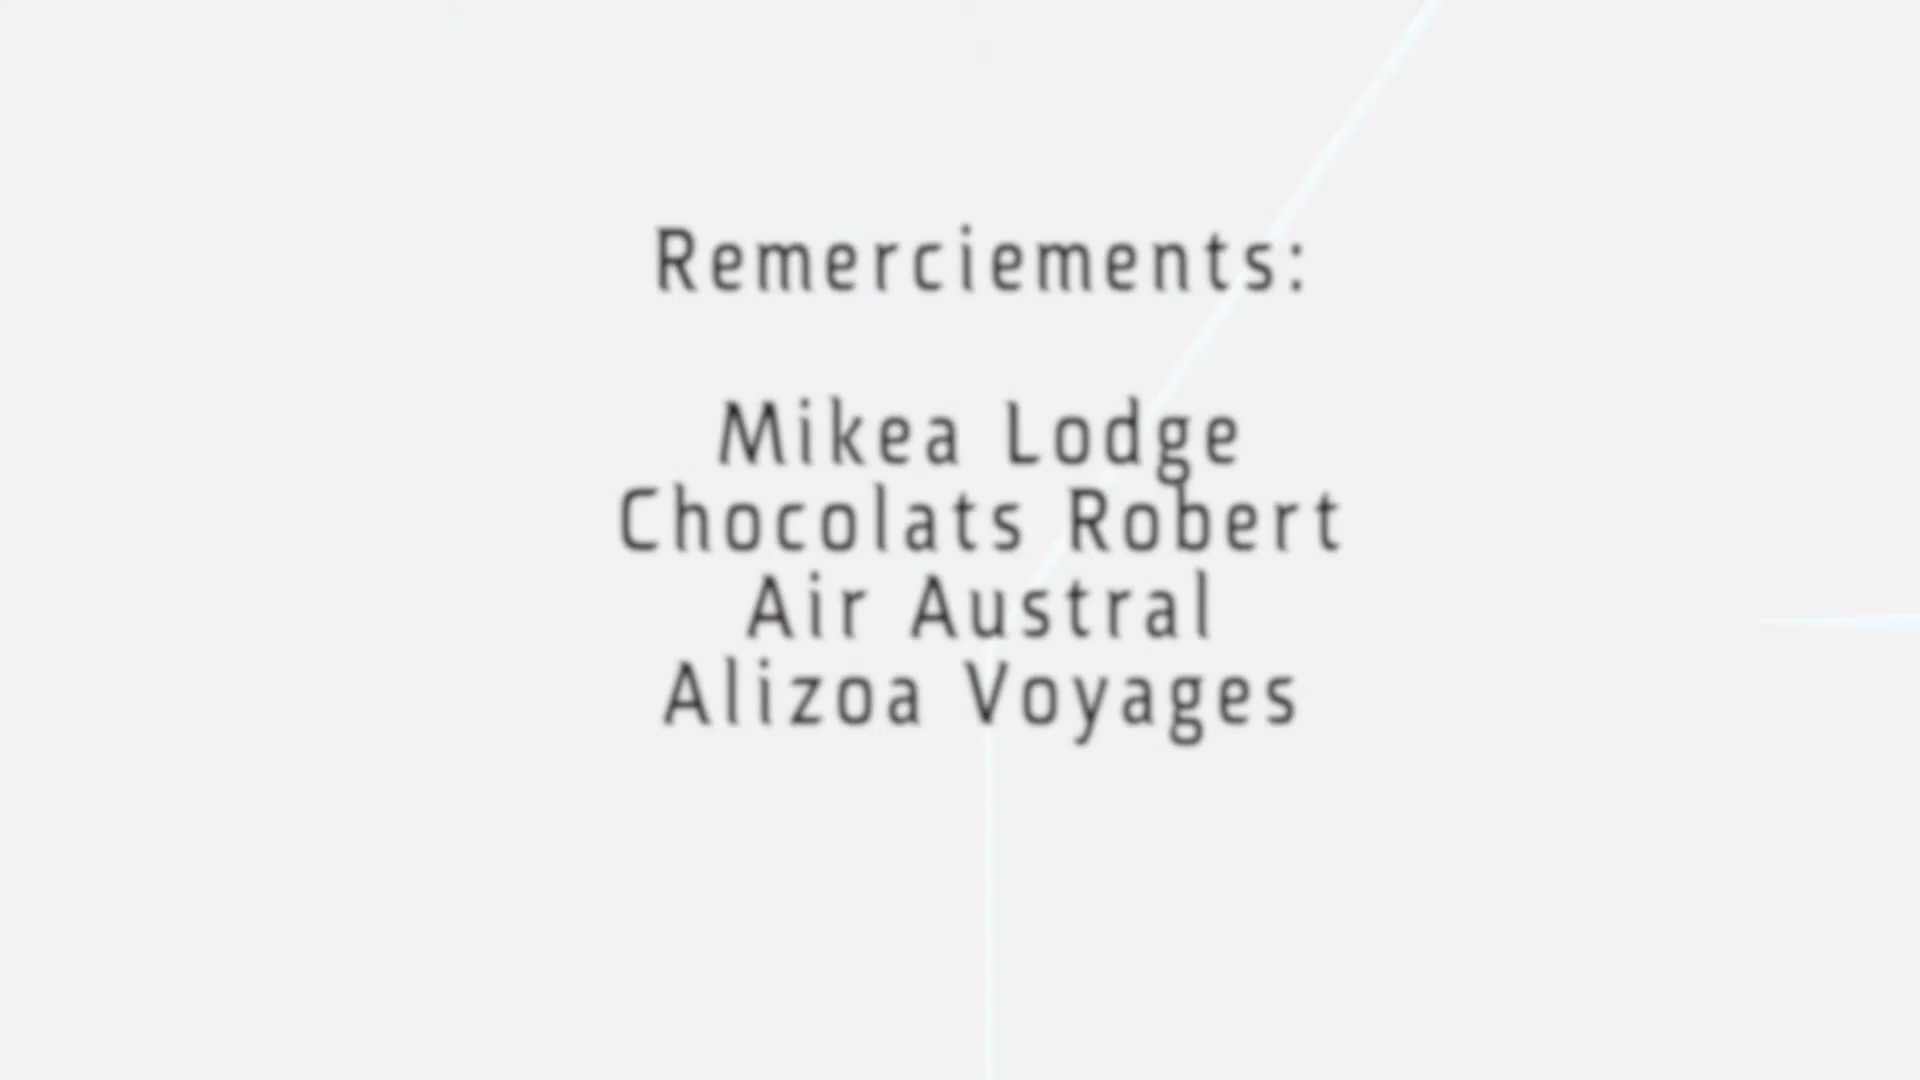 Remerciements:
Mikea Lodge
Chocolats Robert
Air Austral
Alizoa Voyages